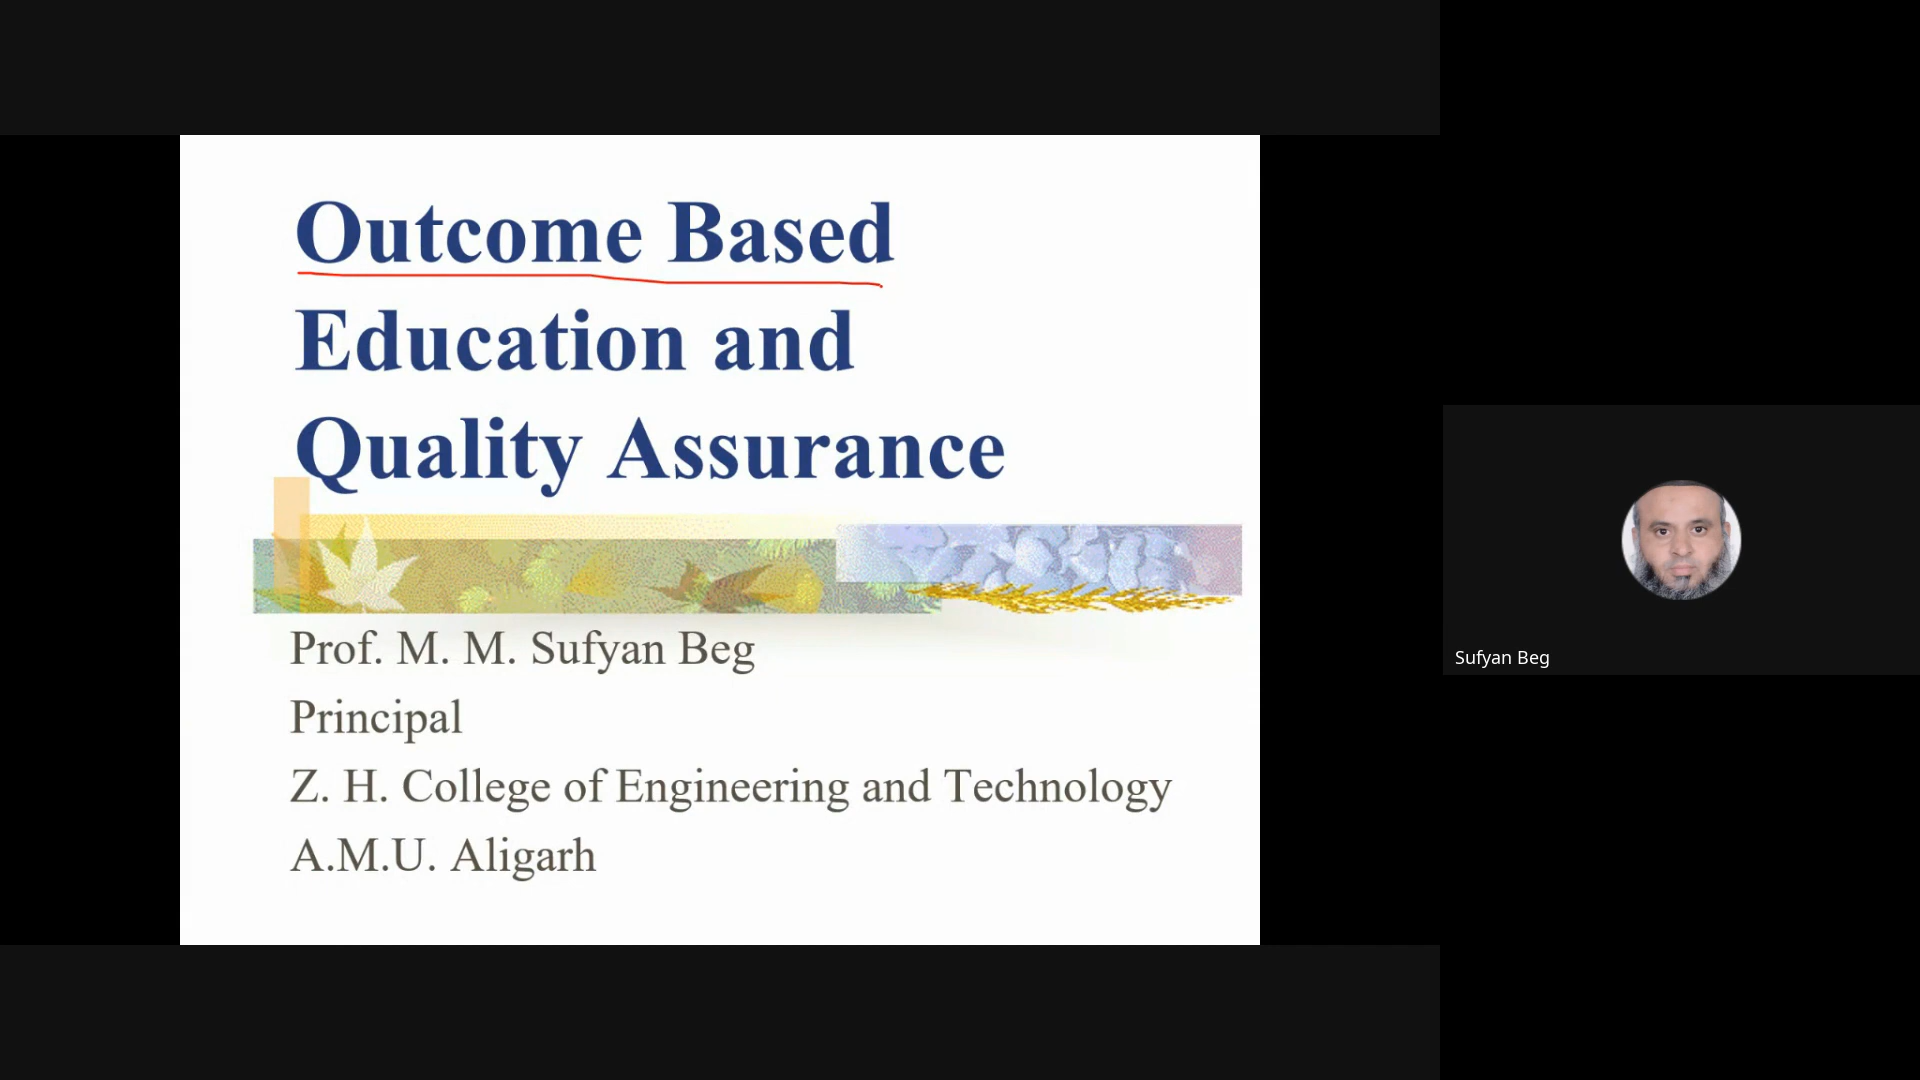 Outcome Based
Education and
Quality Assurance
Prof. M. M. Sufyan Beg
Principal
Z. H. College of Engineering and Technology
A.M.U. Aligarh
Sufyan Beg